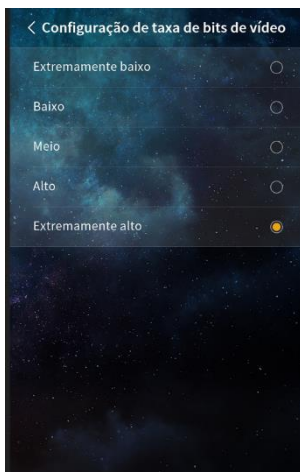 Configuração de taxa de bits de vídeo
Extremamente baixo
Baixo
Meio
Alto
Extremamente alto